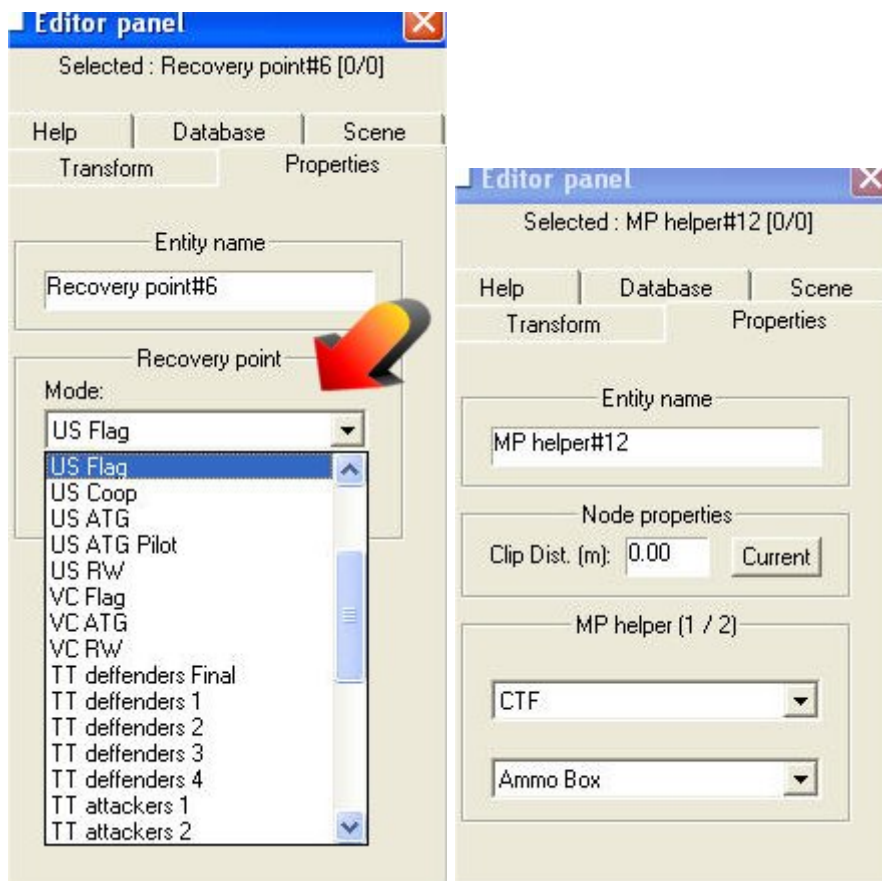 Editor panel
Selected : Recovery point#6 [0/0]
Help Database Scene
Transform Properties
Entity name
Recovery point#6
Recovery point
Mode:
US Flag
US Flag
US Coop
US ATG
US ATG Pilot
US RW
VC Flag
VC ATG
VC RW
TT deffenders Final
TT deffenders 1
TT deffenders 2
TT deffenders 3
TT deffenders 4
TT attackers 1
TT attackers 2
Editor panel
Selected : MP helper#12 [0/0]
Help Database Scene
Transform Properties
Entity name
MP helper#12
Node properties
Clip Dist. (m): 0.00 Current
MP helper (1 / 2)
CTF
Ammo Box